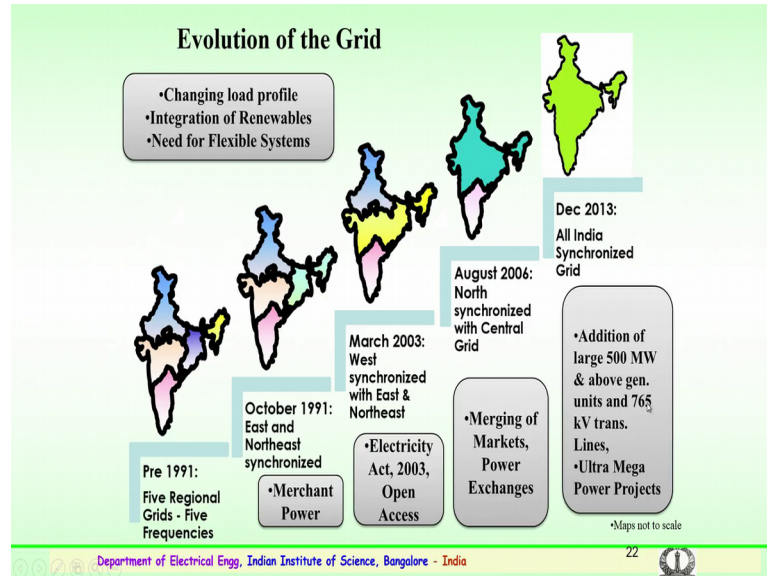 Evolution of the Grid
•Changing load profile
•Integration of Renewables
•Need for Flexible Systems
Pre 1991:
Five Regional
Grids - Five
Frequencies
October 1991:
East and
Northeast
synchronized
•Merchant
Power
March 2003:
West
synchronized
with East &
Northeast
•Electricity
Act, 2003,
Open
Access
August 2006:
North
synchronized
with Central
Grid
•Merging of
Markets,
Power
Exchanges
Dec 2013:
All India
Synchronized
Grid
•Addition of
large 500 MW
& above gen.
units and 765
kV trans.
Lines,
•Ultra Mega
Power Projects
•Maps not to scale
22
Department of Electrical Engg, Indian Institute of Science, Bangalore - India